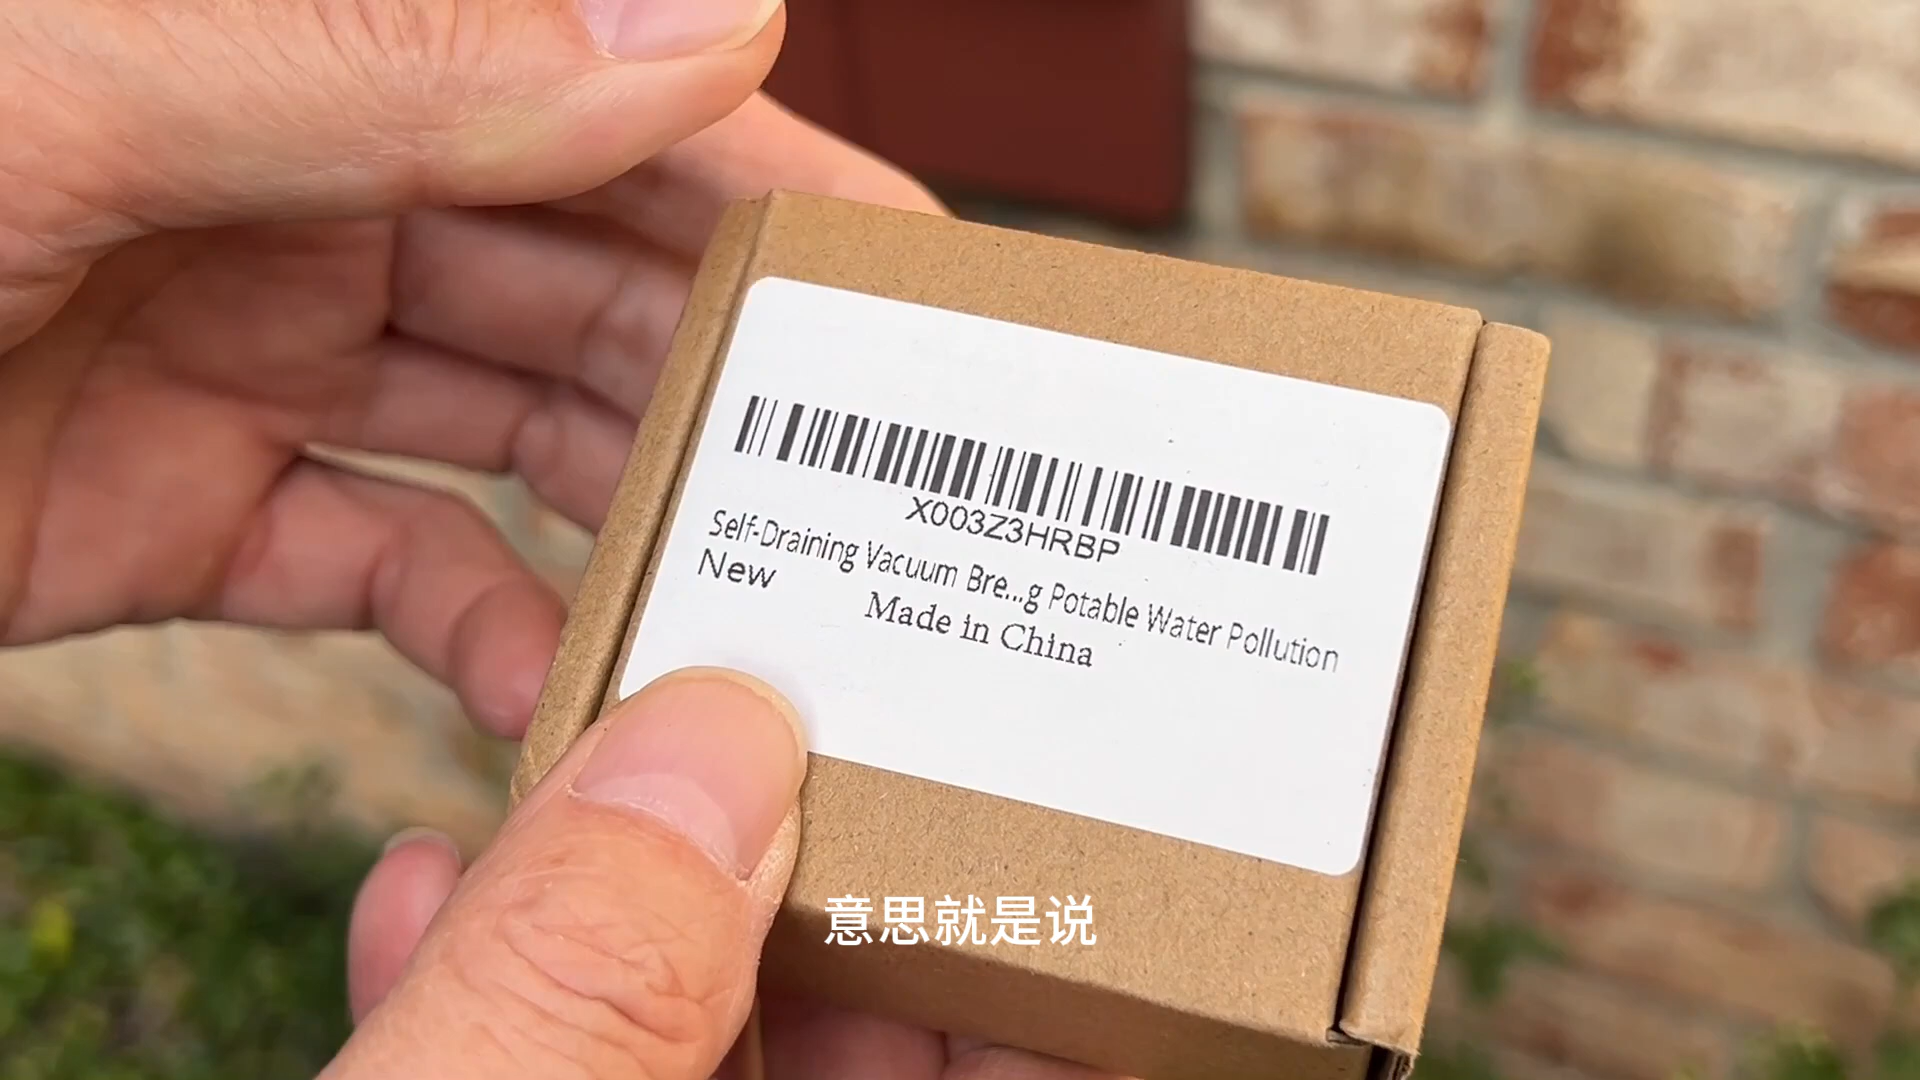 X003Z3HRBP
Self-Draining Vacuum Bre...g Potable Water Pollution
New
Made in China
意思就是说